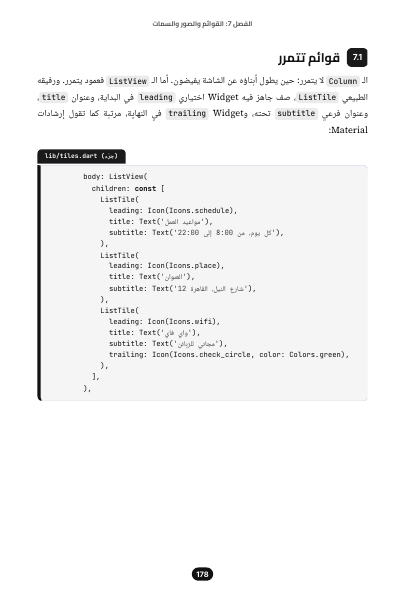 الفصل 7: القوائم والصور والسمات
7.1 قوائم تتمرر
الـ Column لا يتمرر: حين يطول أبناؤه عن الشاشة يفيضون. أما الـ ListView فعمود يتمرر. ورفيقه
الطبيعي ListTile، صف جاهز فيه Widget اختياري leading في البداية، وعنوان title،
وعنوان فرعي subtitle تحته، وWidget trailing في النهاية، مرتبة كما تقول إرشادات
Material:
lib/tiles.dart (جزء)
body: ListView(
children: const [
ListTile(
leading: Icon(Icons.schedule),
title: Text('مواعيد العمل'),
subtitle: Text('كل يوم، من 8:00 إلى 22:00'),
),
ListTile(
leading: Icon(Icons.place),
title: Text('العنوان'),
subtitle: Text('شارع النيل، القاهرة 12'),
),
ListTile(
leading: Icon(Icons.wifi),
title: Text('واي فاي'),
subtitle: Text('مجاني للزبائن'),
trailing: Icon(Icons.check_circle, color: Colors.green),
),
],
),
178